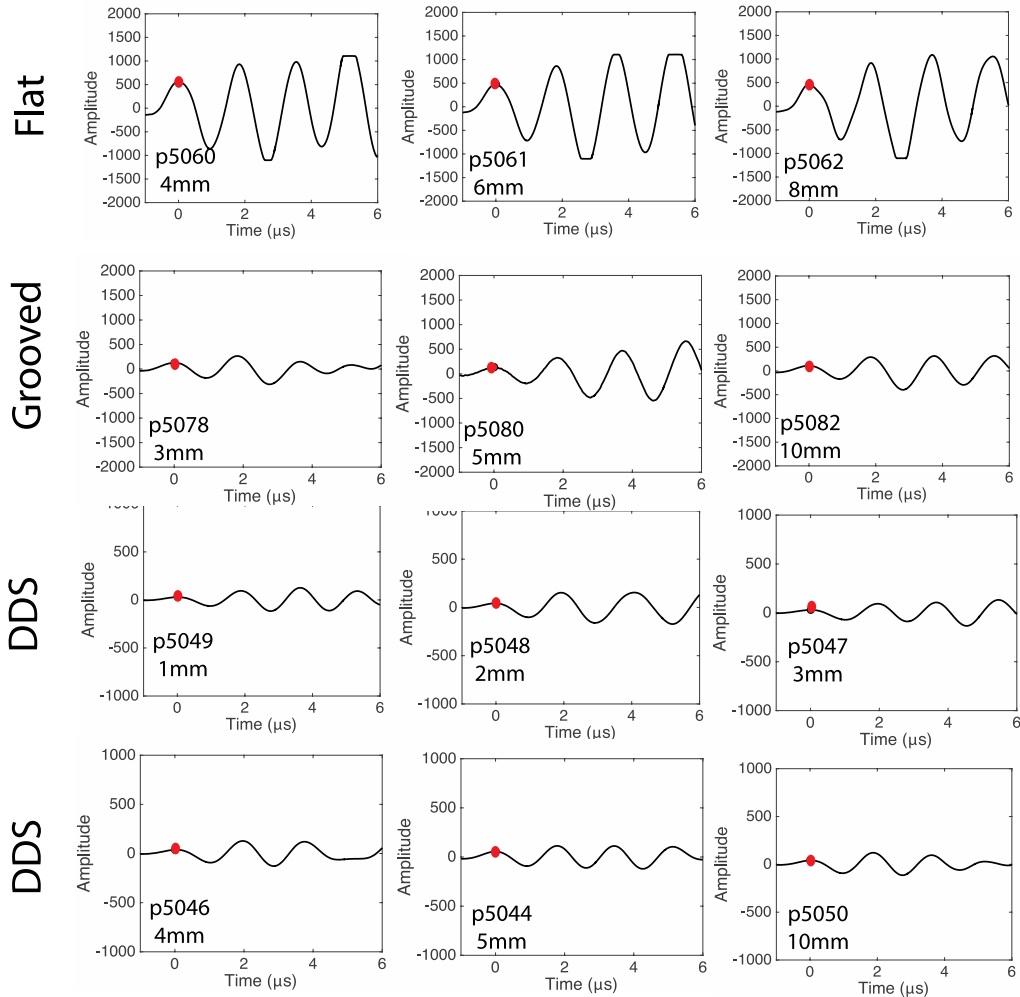 Flat
2000
1500
1000
500
0
-500
-1000
-1500
-2000
Amplitude
p5060
4mm
0
2
4
6
Time (µs)
2000
1500
1000
500
0
-500
-1000
-1500
-2000
Amplitude
p5061
6mm
0
2
4
6
Time (µs)
2000
1500
1000
500
0
-500
-1000
-1500
-2000
Amplitude
p5062
8mm
0
2
4
6
Time (µs)
Grooved
2000
1500
1000
500
0
-500
-1000
-1500
-2000
Amplitude
p5078
3mm
0
2
4
6
Time (µs)
2000
1500
1000
500
0
-500
-1000
-1500
-2000
Amplitude
p5080
5mm
0
2
4
6
Time (µs)
2000
1500
1000
500
0
-500
-1000
-1500
-2000
Amplitude
p5082
10mm
0
2
4
6
Time (µs)
DDS
1000
500
0
-500
-1000
Amplitude
p5049
1mm
0
2
4
6
Time (µs)
1000
500
0
-500
-1000
Amplitude
p5048
2mm
0
2
4
6
Time (µs)
1000
500
0
-500
-1000
Amplitude
p5047
3mm
0
2
4
6
Time (µs)
DDS
1000
500
0
-500
-1000
Amplitude
p5046
4mm
0
2
4
6
Time (µs)
1000
500
0
-500
-1000
Amplitude
p5044
5mm
0
2
4
6
Time (µs)
1000
500
0
-500
-1000
Amplitude
p5050
10mm
0
2
4
6
Time (µs)